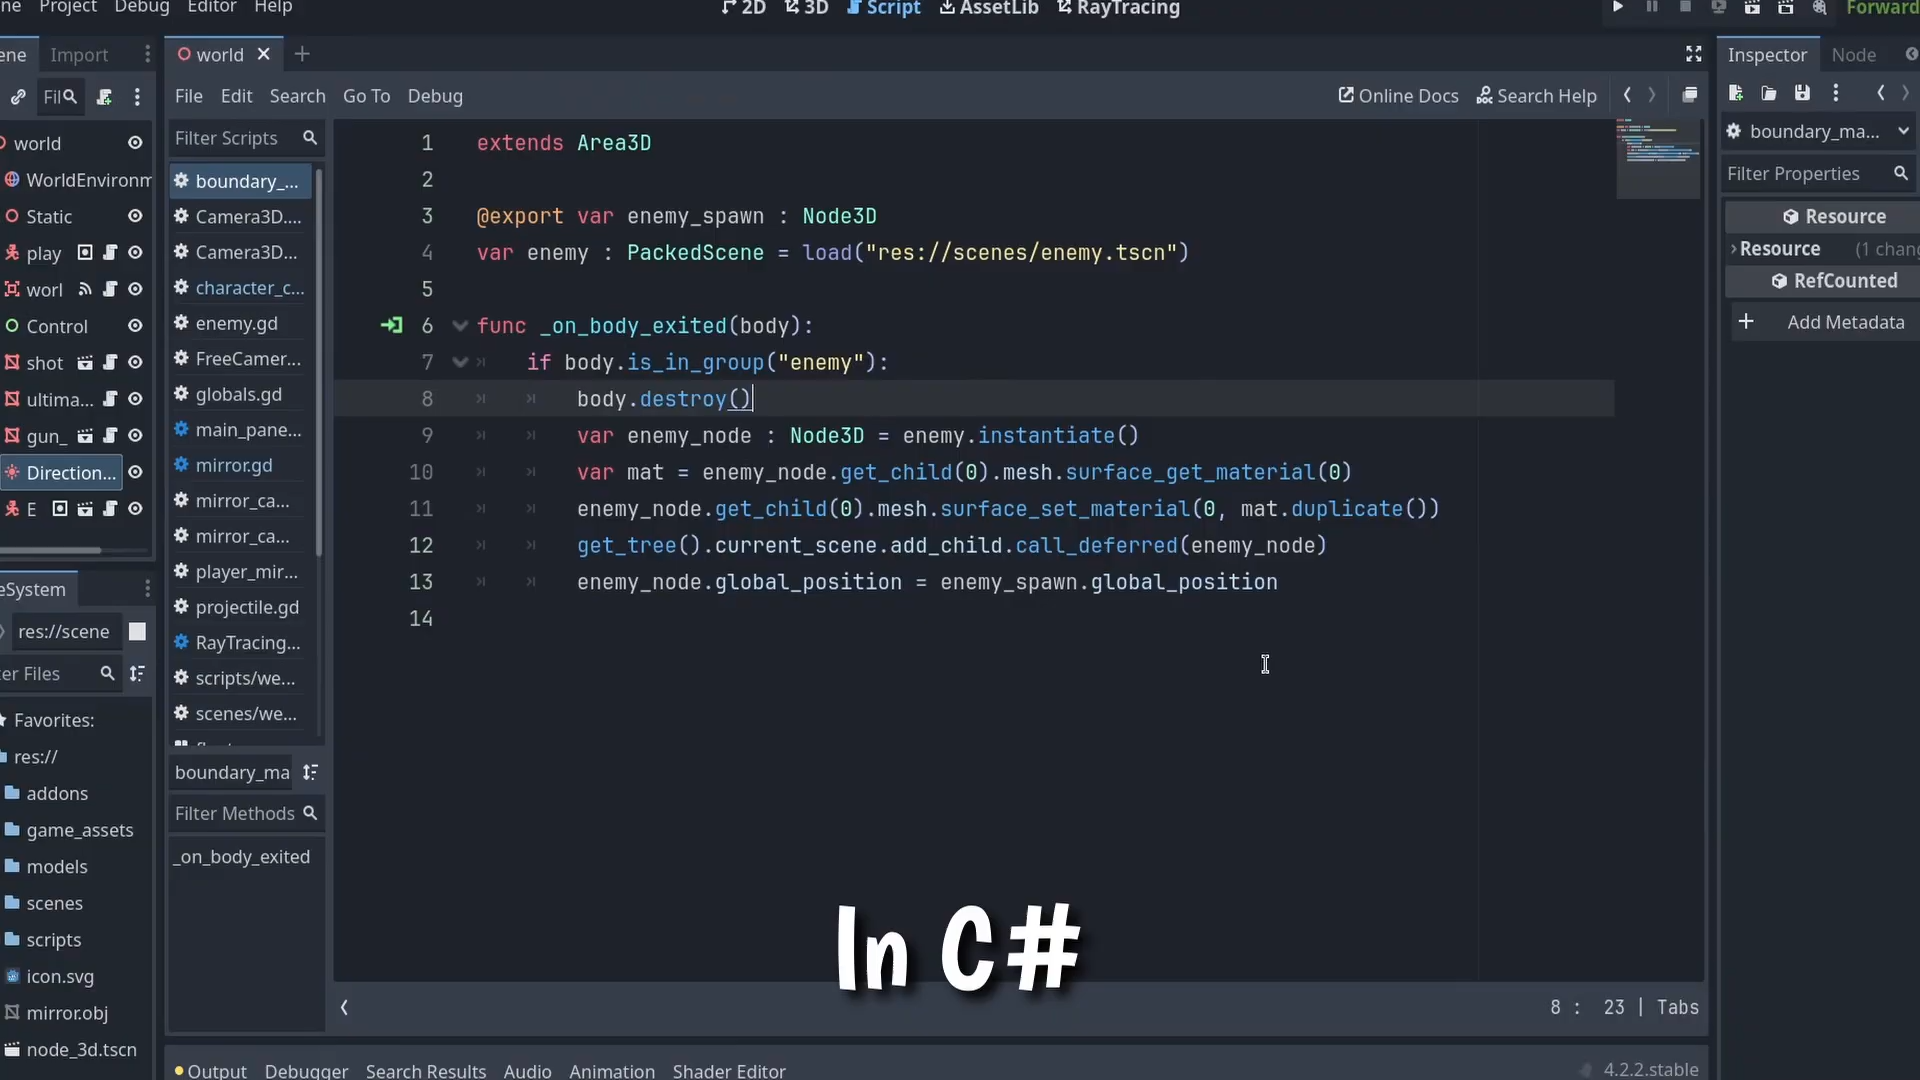 ne Project Debug Editor Help
2D 3D Script AssetLib RayTracing
Forward
ene Import
world
Inspector Node
Fil
File Edit Search Go To Debug
Online Docs Search Help
world
WorldEnvironm
Static
play
worl
Control
shot
ultima...
gun_
Direction...
E
Filter Scripts
boundary_...
Camera3D....
Camera3D...
character_c...
enemy.gd
FreeCamer...
globals.gd
main_pane...
mirror.gd
mirror_ca...
mirror_ca...
player_mir...
projectile.gd
RayTracing...
scripts/we...
scenes/we...
boundary_ma
Filter Methods
_on_body_exited
1 extends Area3D
2
3 @export var enemy_spawn : Node3D
4 var enemy : PackedScene = load("res://scenes/enemy.tscn")
5
6 func _on_body_exited(body):
7 if body.is_in_group("enemy"):
8 body.destroy()
9 var enemy_node : Node3D = enemy.instantiate()
10 var mat = enemy_node.get_child(0).mesh.surface_get_material(0)
11 enemy_node.get_child(0).mesh.surface_set_material(0, mat.duplicate())
12 get_tree().current_scene.add_child.call_deferred(enemy_node)
13 enemy_node.global_position = enemy_spawn.global_position
14
boundary_ma...
Filter Properties
Resource
Resource (1 chang
RefCounted
Add Metadata
eSystem
res://scene
er Files
Favorites:
res://
addons
game_assets
models
scenes
scripts
icon.svg
mirror.obj
node_3d.tscn
In C#
8 : 23 | Tabs
Output Debugger Search Results Audio Animation Shader Editor
4.2.2.stable